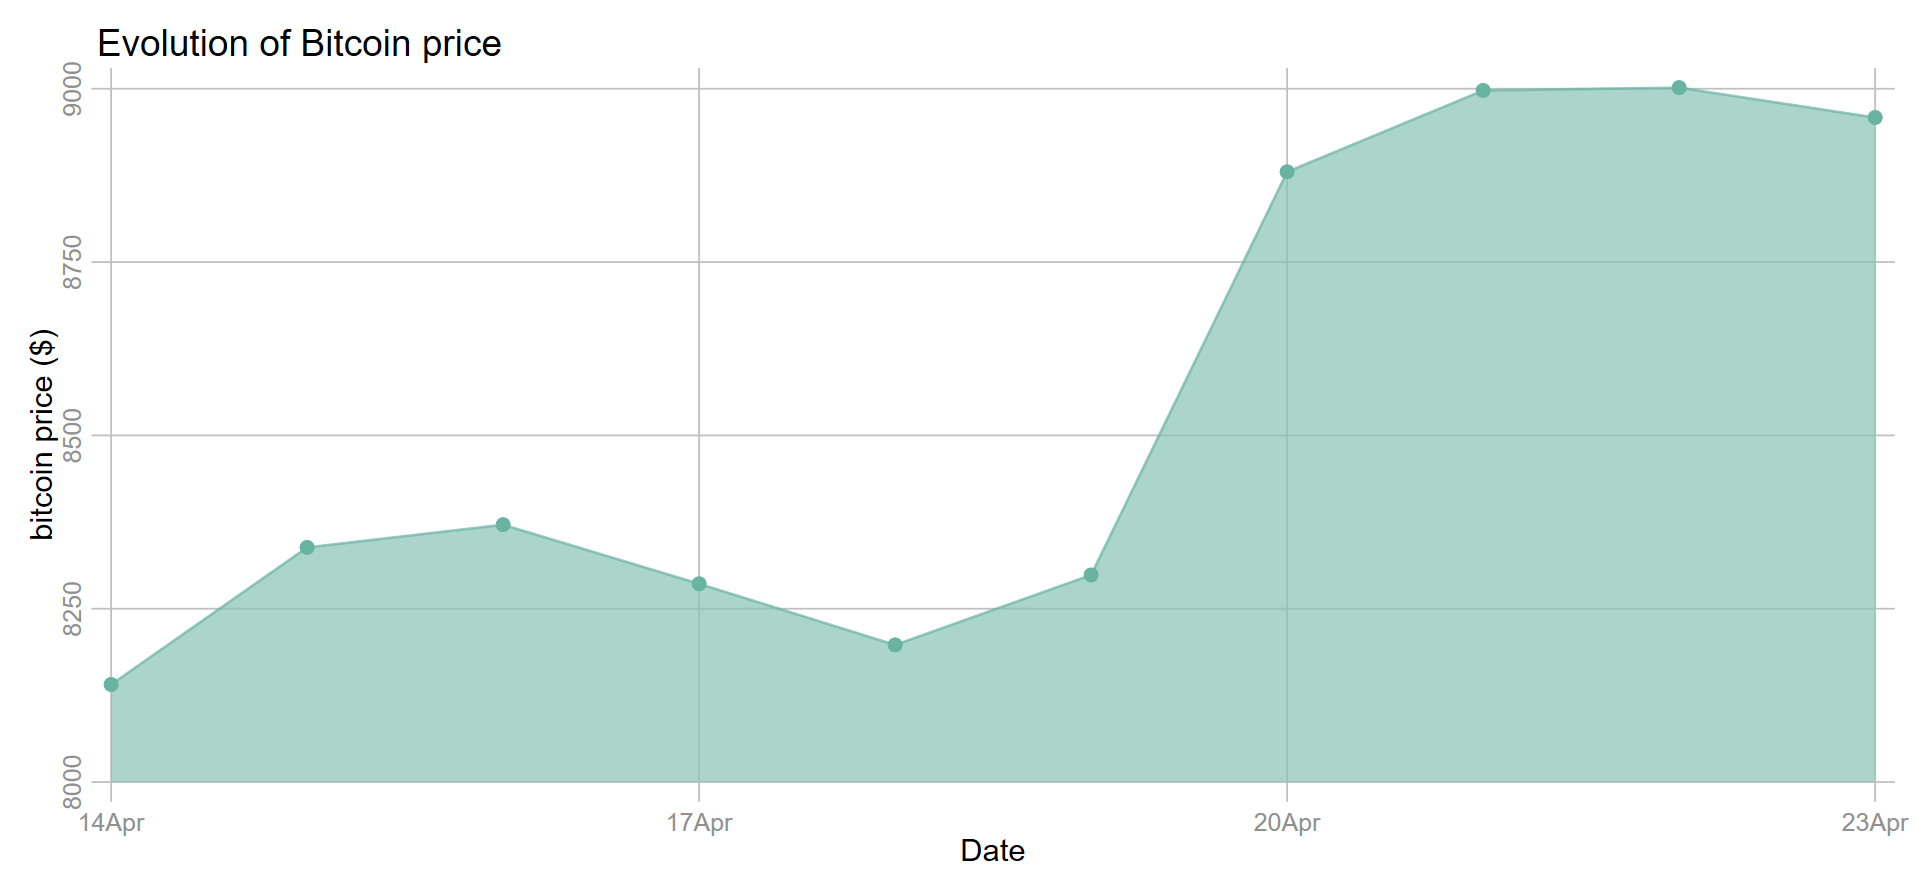 Evolution of Bitcoin price
bitcoin price ($)
9000
8750
8500
8250
8000
14Apr
17Apr
20Apr
23Apr
Date